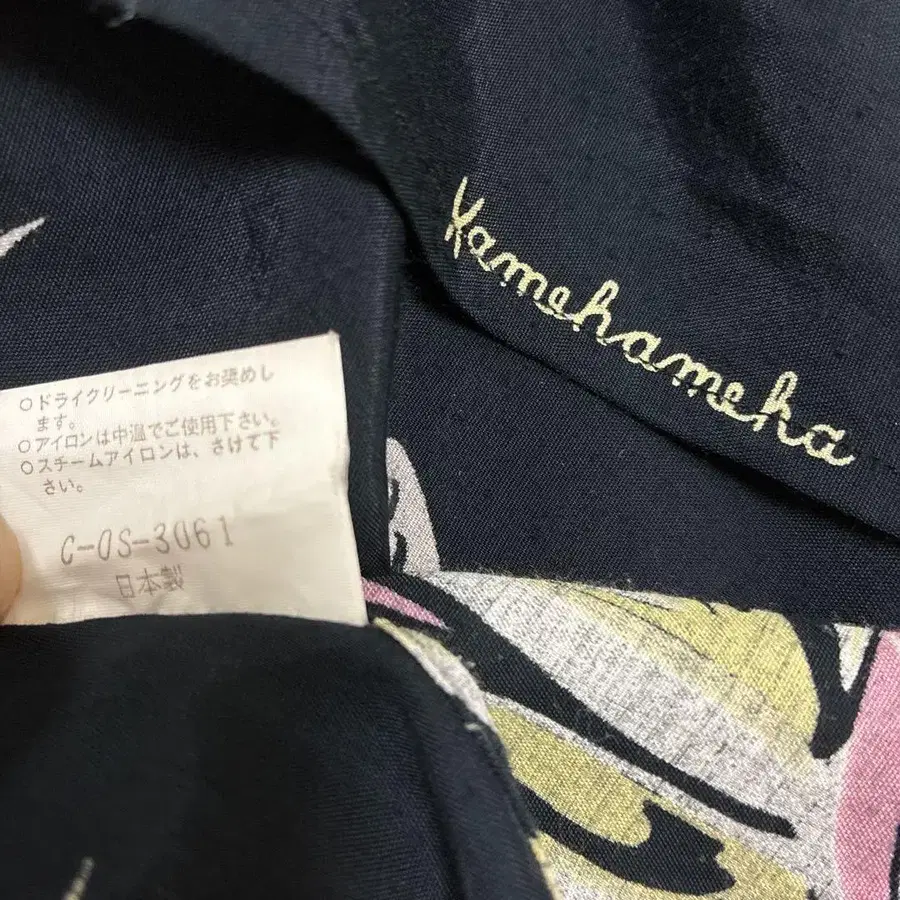 Kamehameha
○ドライクリーニングをお奨めし
ます。
○アイロンは中温でご使用下さい。
○スチームアイロンは、さけて下
さい。
C-OS-3061
日本製